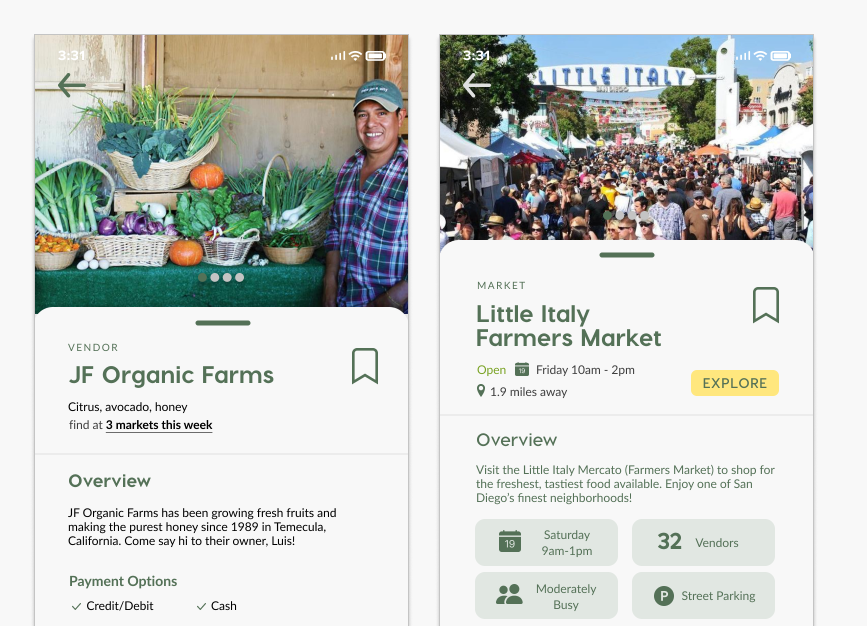 3:31
VENDOR
JF Organic Farms
Citrus, avocado, honey
find at 3 markets this week
Overview
JF Organic Farms has been growing fresh fruits and
making the purest honey since 1989 in Temecula,
California. Come say hi to their owner, Luis!
Payment Options
Credit/Debit
Cash
3:31
LITTLE ITALY
SAN DIEGO
MARKET
Little Italy
Farmers Market
Open 19 Friday 10am - 2pm
1.9 miles away
EXPLORE
Overview
Visit the Little Italy Mercato (Farmers Market) to shop for
the freshest, tastiest food available. Enjoy one of San
Diego's finest neighborhoods!
19 Saturday
9am-1pm
32 Vendors
Moderately
Busy
P Street Parking